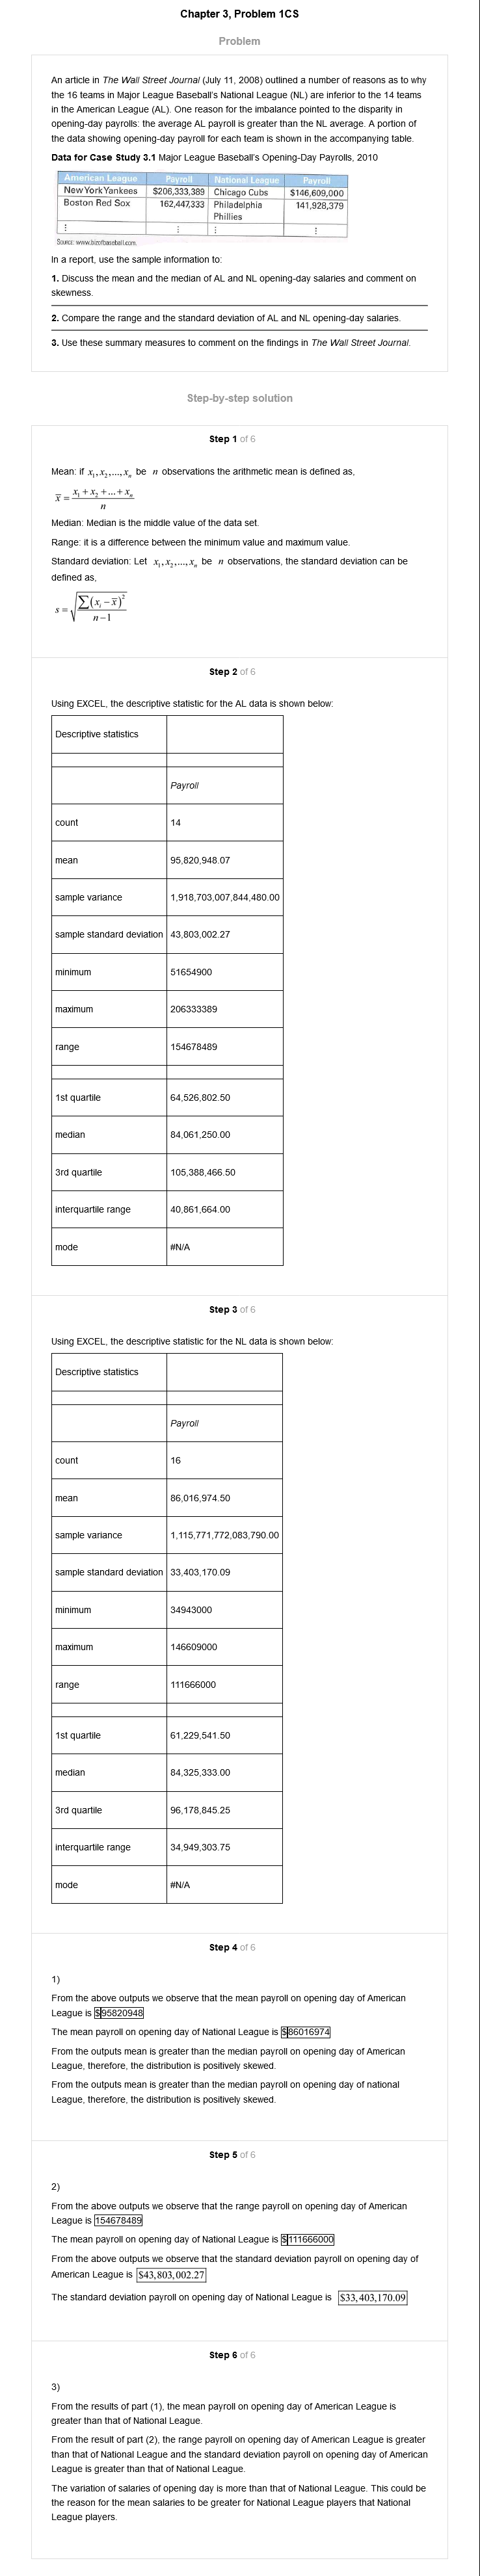 Chapter 3, Problem 1CS
Problem
An article in The Wall Street Journal (July 11, 2008) outlined a number of reasons as to why
the 16 teams in Major League Baseball's National League (NL) are inferior to the 14 teams
in the American League (AL). One reason for the imbalance pointed to the disparity in
opening-day payrolls: the average AL payroll is greater than the NL average. A portion of
the data showing opening-day payroll for each team is shown in the accompanying table.
Data for Case Study 3.1 Major League Baseball's Opening-Day Payrolls, 2010
American League Payroll National League Payroll
New York Yankees $206,333,389 Chicago Cubs $146,609,000
Boston Red Sox 162,447,333 Philadelphia 141,928,379
Phillies
⋮ ⋮ ⋮ ⋮
Source: www.bizofbaseball.com.
In a report, use the sample information to:
1. Discuss the mean and the median of AL and NL opening-day salaries and comment on
skewness.
2. Compare the range and the standard deviation of AL and NL opening-day salaries.
3. Use these summary measures to comment on the findings in The Wall Street Journal.
Step-by-step solution
Step 1 of 6
Mean: if x₁, x₂,..., xₙ be n observations the arithmetic mean is defined as,
x̄ = (x₁ + x₂ + ... + xₙ) / n
Median: Median is the middle value of the data set.
Range: it is a difference between the minimum value and maximum value.
Standard deviation: Let x₁, x₂,..., xₙ be n observations, the standard deviation can be
defined as,
s = √(∑(xᵢ − x̄)² / (n−1))
Step 2 of 6
Using EXCEL, the descriptive statistic for the AL data is shown below:
Descriptive statistics
Payroll
count 14
mean 95,820,948.07
sample variance 1,918,703,007,844,480.00
sample standard deviation 43,803,002.27
minimum 51654900
maximum 206333389
range 154678489
1st quartile 64,526,802.50
median 84,061,250.00
3rd quartile 105,388,466.50
interquartile range 40,861,664.00
mode #N/A
Step 3 of 6
Using EXCEL, the descriptive statistic for the NL data is shown below:
Descriptive statistics
Payroll
count 16
mean 86,016,974.50
sample variance 1,115,771,772,083,790.00
sample standard deviation 33,403,170.09
minimum 34943000
maximum 146609000
range 111666000
1st quartile 61,229,541.50
median 84,325,333.00
3rd quartile 96,178,845.25
interquartile range 34,949,303.75
mode #N/A
Step 4 of 6
1)
From the above outputs we observe that the mean payroll on opening day of American
League is $95820948
The mean payroll on opening day of National League is $86016974
From the outputs mean is greater than the median payroll on opening day of American
League, therefore, the distribution is positively skewed.
From the outputs mean is greater than the median payroll on opening day of national
League, therefore, the distribution is positively skewed.
Step 5 of 6
2)
From the above outputs we observe that the range payroll on opening day of American
League is 154678489
The mean payroll on opening day of National League is $111666000
From the above outputs we observe that the standard deviation payroll on opening day of
American League is $43,803,002.27
The standard deviation payroll on opening day of National League is $33,403,170.09
Step 6 of 6
3)
From the results of part (1), the mean payroll on opening day of American League is
greater than that of National League.
From the result of part (2), the range payroll on opening day of American League is greater
than that of National League and the standard deviation payroll on opening day of American
League is greater than that of National League.
The variation of salaries of opening day is more than that of National League. This could be
the reason for the mean salaries to be greater for National League players that National
League players.